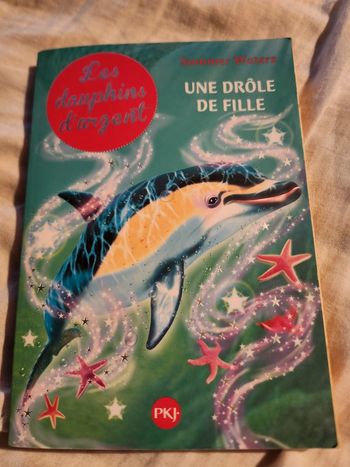 Les
dauphins
d'argent
Summer Waters
UNE DRÔLE
DE FILLE
PKJ·